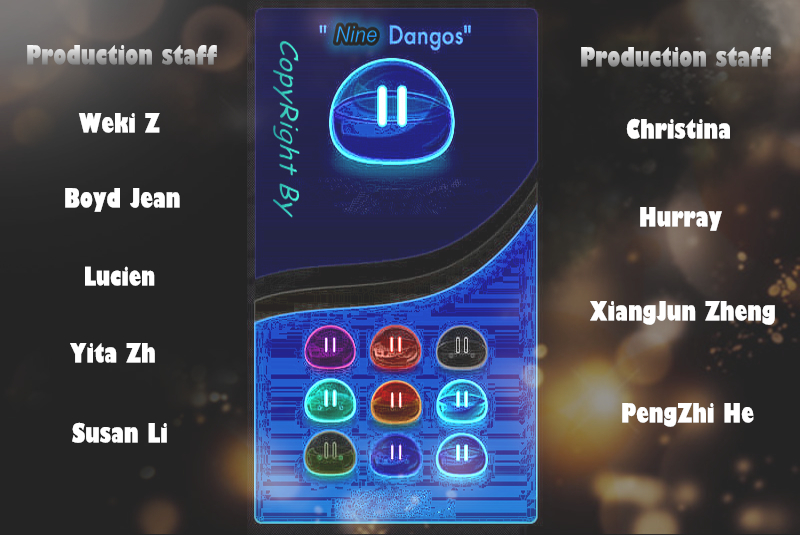 Production staff
Weki Z
Boyd Jean
Lucien
Yita Zh
Susan Li
" Nine Dangos"
CopyRight By
Production staff
Christina
Hurray
XiangJun Zheng
PengZhi He